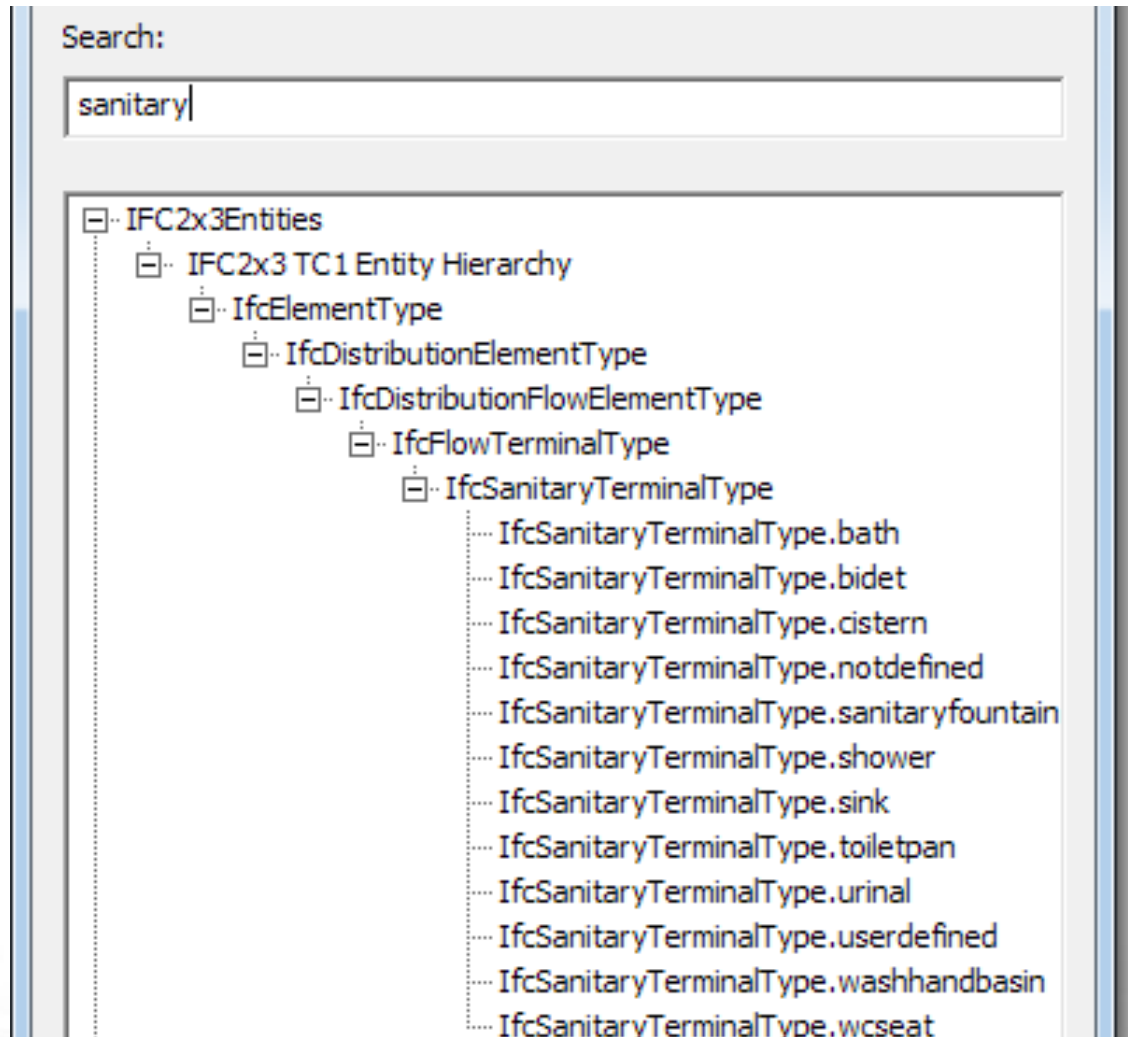 Search:
sanitary
IFC2x3Entities
IFC2x3 TC1 Entity Hierarchy
IfcElementType
IfcDistributionElementType
IfcDistributionFlowElementType
IfcFlowTerminalType
IfcSanitaryTerminalType
IfcSanitaryTerminalType.bath
IfcSanitaryTerminalType.bidet
IfcSanitaryTerminalType.cistern
IfcSanitaryTerminalType.notdefined
IfcSanitaryTerminalType.sanitaryfountain
IfcSanitaryTerminalType.shower
IfcSanitaryTerminalType.sink
IfcSanitaryTerminalType.toiletpan
IfcSanitaryTerminalType.urinal
IfcSanitaryTerminalType.userdefined
IfcSanitaryTerminalType.washhandbasin
IfcSanitaryTerminalType.wcseat